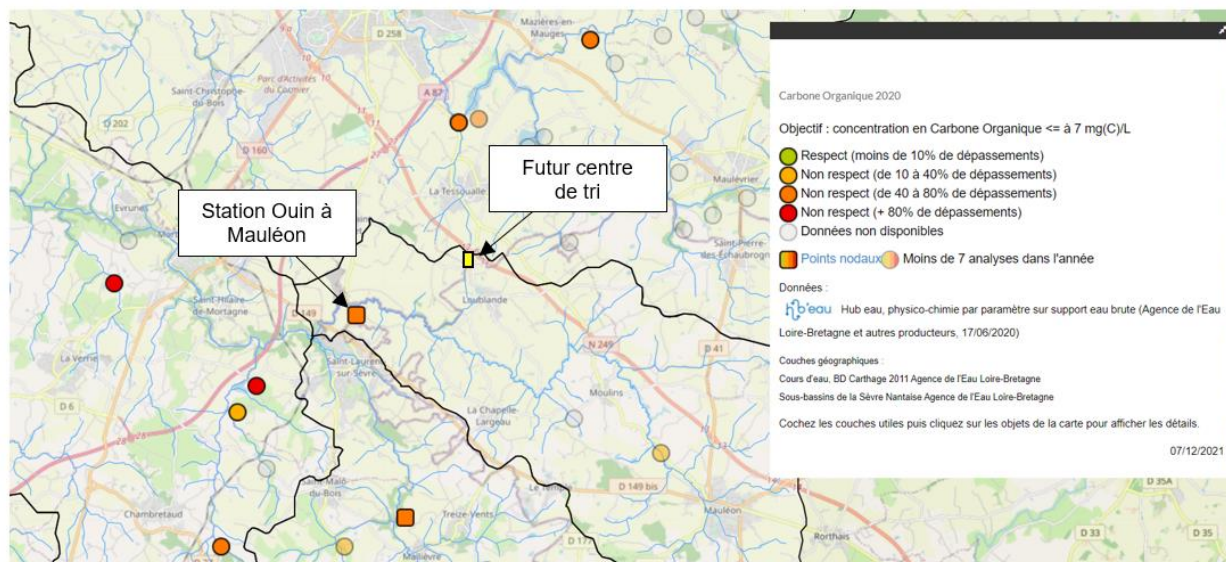 Mazières-en-
Mauges
D 258
Parc d'Activités
du Cormier
A 87
Saint-Christophe-
du-Bois
D 202
D 160
La Tessoualle
Maulévrier
Evrunes
Saint-Pierre-
des-Échaubrogn
Futur centre
de tri
Station Ouin à
Mauléon
Saint-Hilaire-
de-Mortagne
D 149
Loublande
Saint-Laurent-
sur-Sèvre
N 249
D 41
La Verrie
Moulins
D 6
La Chapelle-
Largeau
Saint-Malô-
du-Bois
Le Temple
D 149 bis
Mauléon
Chambretaud
Treize-Vents
Mallièvre
D 177
Rorthais
D 33
D 35
D 35A
Carbone Organique 2020
Objectif : concentration en Carbone Organique <= à 7 mg(C)/L
Respect (moins de 10% de dépassements)
Non respect (de 10 à 40% de dépassements)
Non respect (de 40 à 80% de dépassements)
Non respect (+ 80% de dépassements)
Données non disponibles
Points nodaux Moins de 7 analyses dans l'année
Données :
h b'eau Hub eau, physico-chimie par paramètre sur support eau brute (Agence de l'Eau
Loire-Bretagne et autres producteurs, 17/06/2020)
Couches géographiques :
Cours d'eau, BD Carthage 2011 Agence de l'Eau Loire-Bretagne
Sous-bassins de la Sèvre Nantaise Agence de l'Eau Loire-Bretagne
Cochez les couches utiles puis cliquez sur les objets de la carte pour afficher les détails.
07/12/2021